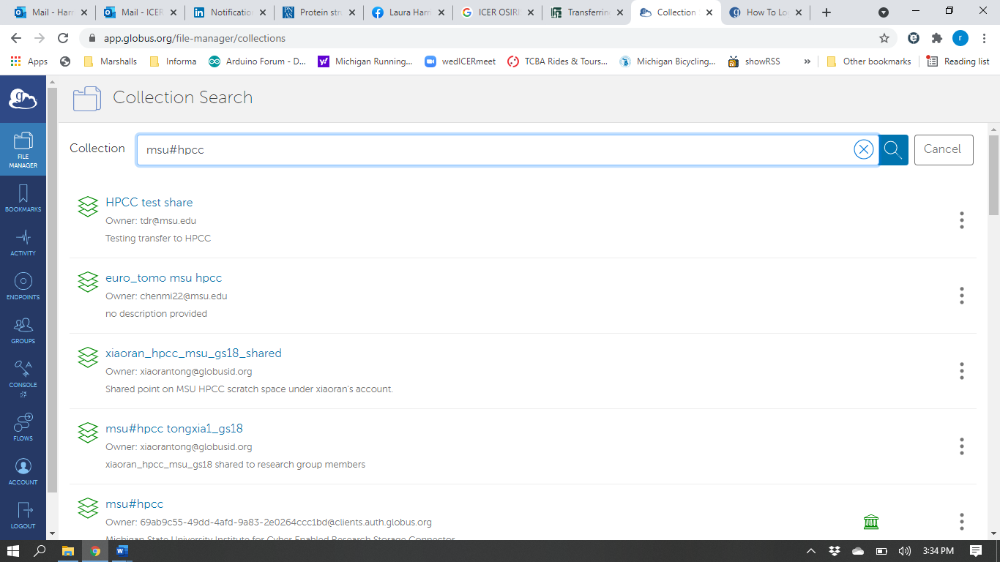 Mail - Harr
Mail - ICER
Notification
Protein str
Laura Harri
ICER OSIRI
Transferrin
Collection
How To Lo
app.globus.org/file-manager/collections
r
Apps
Marshalls
Informa
Arduino Forum - D...
Michigan Running...
wedICERmeet
TCBA Rides & Tours...
Michigan Bicycling...
showRSS
»
Other bookmarks
Reading list
Collection Search
FILE MANAGER
BOOKMARKS
ACTIVITY
ENDPOINTS
GROUPS
CONSOLE
FLOWS
ACCOUNT
LOGOUT
Collection
msu#hpcc
Cancel
HPCC test share
Owner: tdr@msu.edu
Testing transfer to HPCC
euro_tomo msu hpcc
Owner: chenmi22@msu.edu
no description provided
xiaoran_hpcc_msu_gs18_shared
Owner: xiaorantong@globusid.org
Shared point on MSU HPCC scratch space under xiaoran's account.
msu#hpcc tongxia1_gs18
Owner: xiaorantong@globusid.org
xiaoran_hpcc_msu_gs18 shared to research group members
msu#hpcc
Owner: 69ab9c55-49dd-4afd-9a83-2e0264ccc1bd@clients.auth.globus.org
Michigan State University Institute for Cyber Enabled Research Storage Connector
3:34 PM